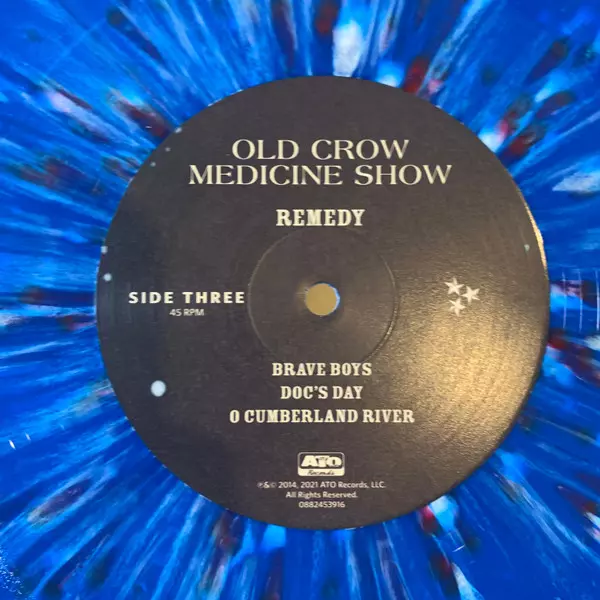 OLD CROW
MEDICINE SHOW
REMEDY
SIDE THREE
45 RPM
BRAVE BOYS
DOC'S DAY
O CUMBERLAND RIVER
ATO
Records
℗&© 2014, 2021 ATO Records, LLC.
All Rights Reserved.
0882453916